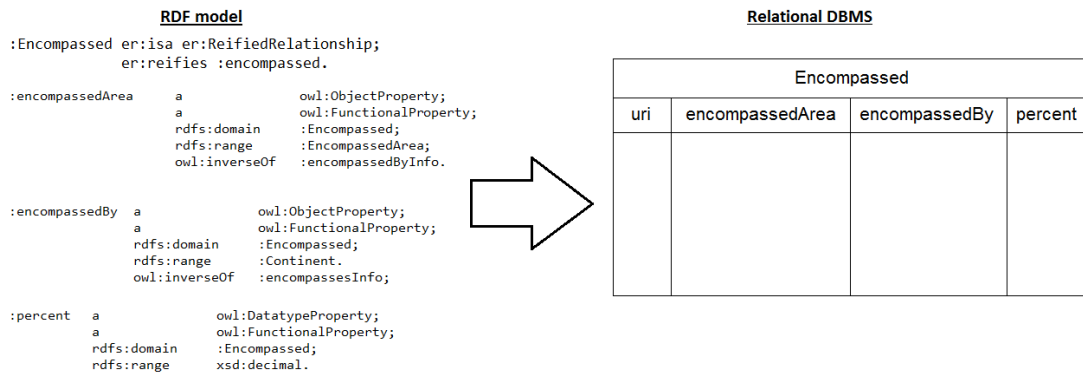 RDF model
:Encompassed er:isa er:ReifiedRelationship;
er:reifies :encompassed.
:encompassedArea a owl:ObjectProperty;
a owl:FunctionalProperty;
rdfs:domain :Encompassed;
rdfs:range :EncompassedArea;
owl:inverseOf :encompassedByInfo.
:encompassedBy a owl:ObjectProperty;
a owl:FunctionalProperty;
rdfs:domain :Encompassed;
rdfs:range :Continent.
owl:inverseOf :encompassesInfo;
:percent a owl:DatatypeProperty;
a owl:FunctionalProperty;
rdfs:domain :Encompassed;
rdfs:range xsd:decimal.
Relational DBMS
Encompassed
uri encompassedArea encompassedBy percent